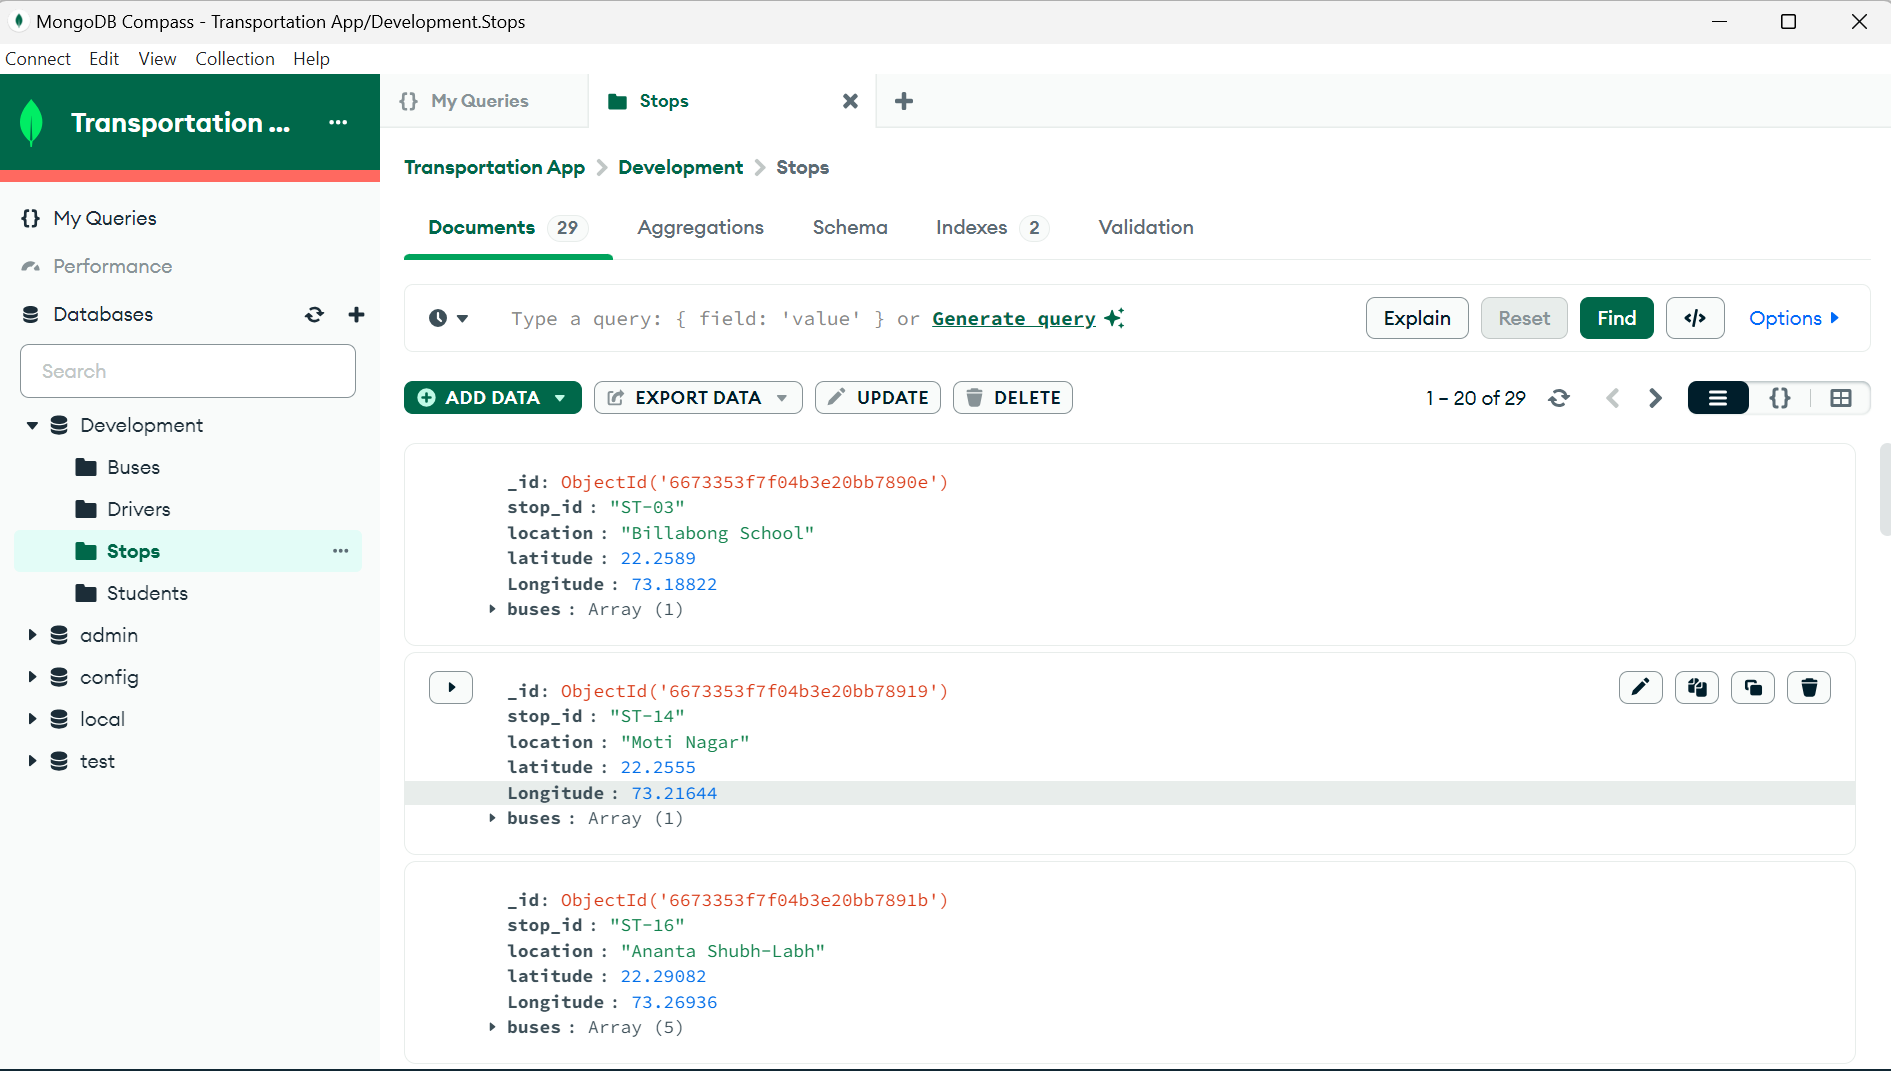 MongoDB Compass - Transportation App/Development.Stops
Connect Edit View Collection Help
Transportation ...
My Queries
Performance
Databases
Search
Development
Buses
Drivers
Stops
Students
admin
config
local
test
{} My Queries
Stops
Transportation App > Development > Stops
Documents 29 Aggregations Schema Indexes 2 Validation
Type a query: { field: 'value' } or Generate query
Explain Reset Find </> Options
ADD DATA EXPORT DATA UPDATE DELETE
1 – 20 of 29
_id: ObjectId('6673353f7f04b3e20bb7890e')
stop_id : "ST-03"
location : "Billabong School"
latitude : 22.2589
Longitude : 73.18822
buses : Array (1)
_id: ObjectId('6673353f7f04b3e20bb78919')
stop_id : "ST-14"
location : "Moti Nagar"
latitude : 22.2555
Longitude : 73.21644
buses : Array (1)
_id: ObjectId('6673353f7f04b3e20bb7891b')
stop_id : "ST-16"
location : "Ananta Shubh-Labh"
latitude : 22.29082
Longitude : 73.26936
buses : Array (5)